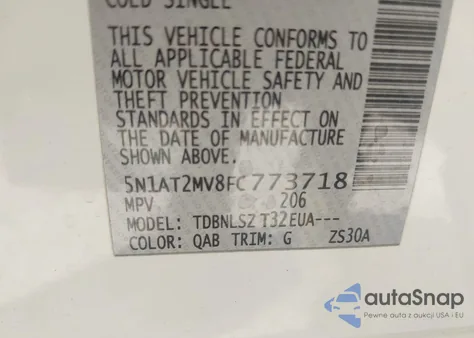 COLD SINGLE
THIS VEHICLE CONFORMS TO
ALL APPLICABLE FEDERAL
MOTOR VEHICLE SAFETY AND
THEFT PREVENTION
STANDARDS IN EFFECT ON
THE DATE OF MANUFACTURE
SHOWN ABOVE.
5N1AT2MV8FC773718
MPV 206
MODEL: TDBNLSZ T32EUA---
COLOR: QAB TRIM: G ZS30A
autoSnap
Pewne auta z aukcji USA i EU